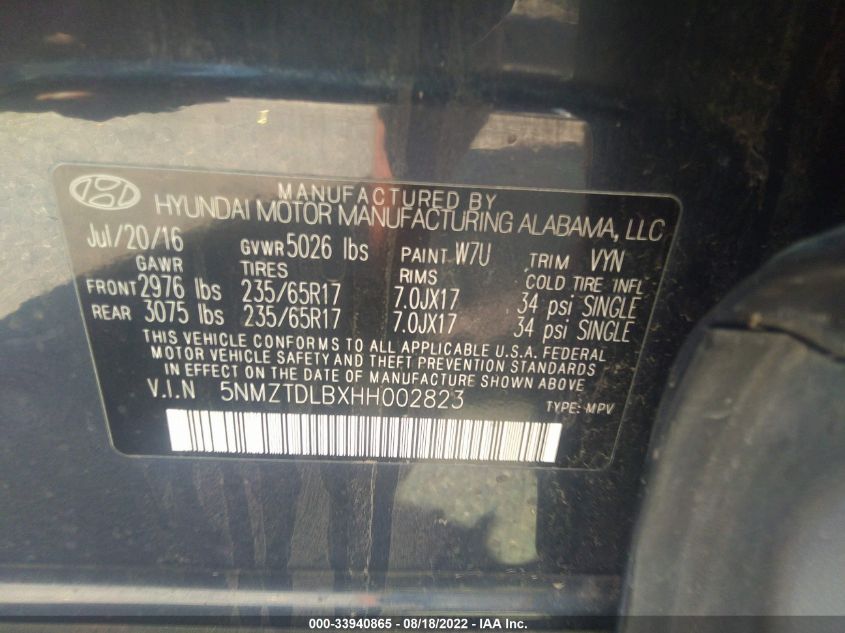 MANUFACTURED BY
HYUNDAI MOTOR MANUFACTURING ALABAMA, LLC
Jul/20/16 GVWR 5026 lbs PAINT W7U TRIM VYN
GAWR TIRES RIMS COLD TIRE INFL
FRONT 2976 lbs 235/65R17 7.0JX17 34 psi SINGLE
REAR 3075 lbs 235/65R17 7.0JX17 34 psi SINGLE
THIS VEHICLE CONFORMS TO ALL APPLICABLE U.S.A. FEDERAL
MOTOR VEHICLE SAFETY AND THEFT PREVENTION STANDARDS
IN EFFECT ON THE DATE OF MANUFACTURE SHOWN ABOVE.
V.I.N 5NMZTDLBXHH002823 TYPE: MPV
000-33940865 - 08/18/2022 - IAA Inc.